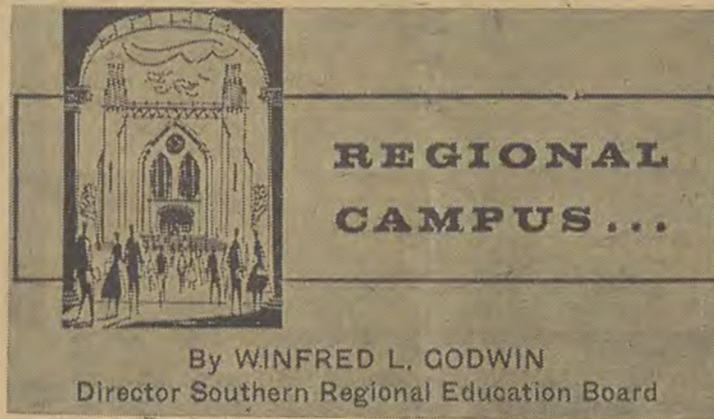 REGIONAL
CAMPUS...
By WINFRED L. GODWIN
Director Southern Regional Education Board